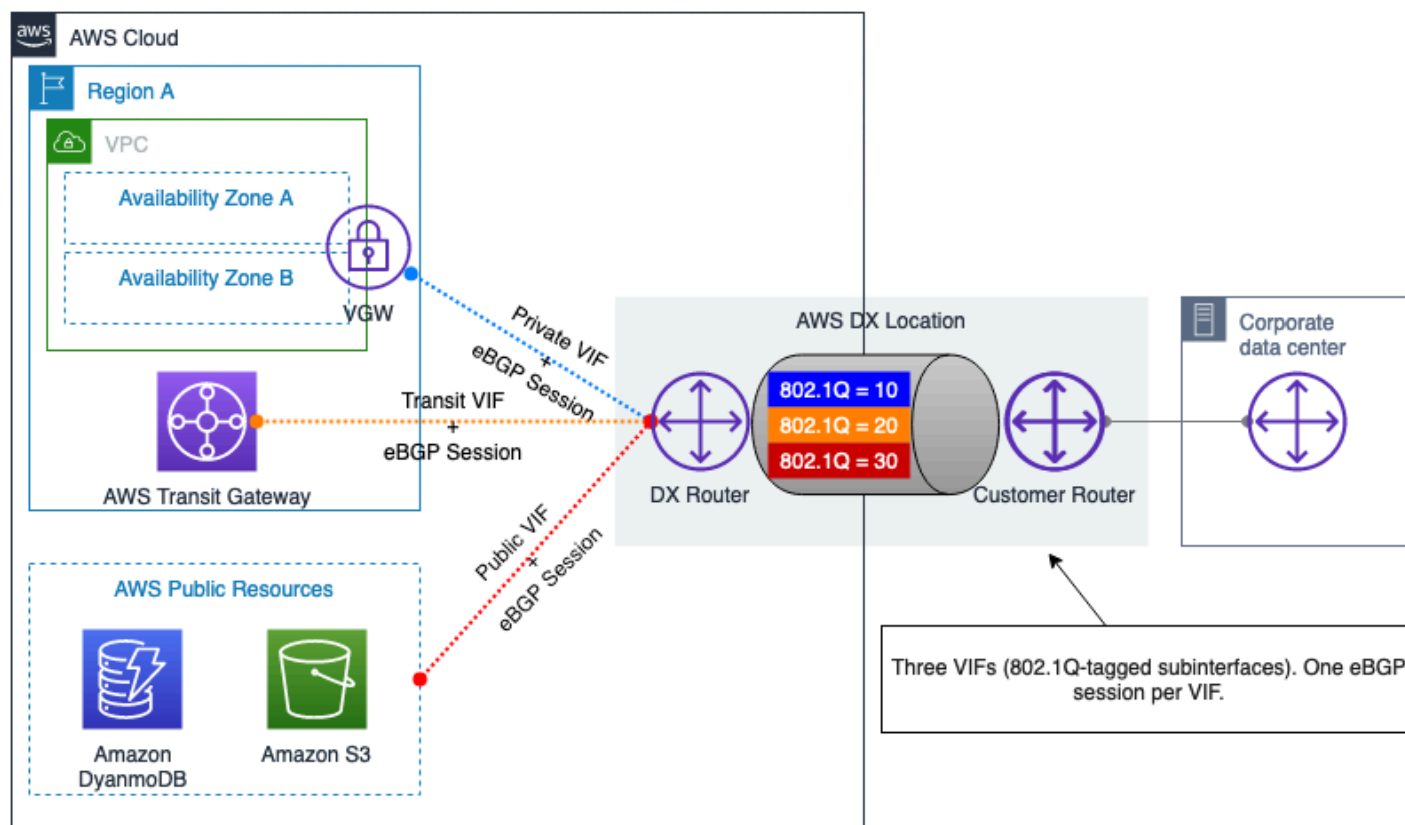 aws
AWS Cloud
Region A
VPC
Availability Zone A
Availability Zone B
VGW
Private VIF
+
eBGP Session
Transit VIF
+
eBGP Session
AWS Transit Gateway
Public VIF
+
eBGP Session
AWS DX Location
802.1Q = 10
802.1Q = 20
802.1Q = 30
DX Router
Customer Router
Corporate
data center
AWS Public Resources
Amazon
DyanmoDB
Amazon S3
Three VIFs (802.1Q-tagged subinterfaces). One eBGP
session per VIF.